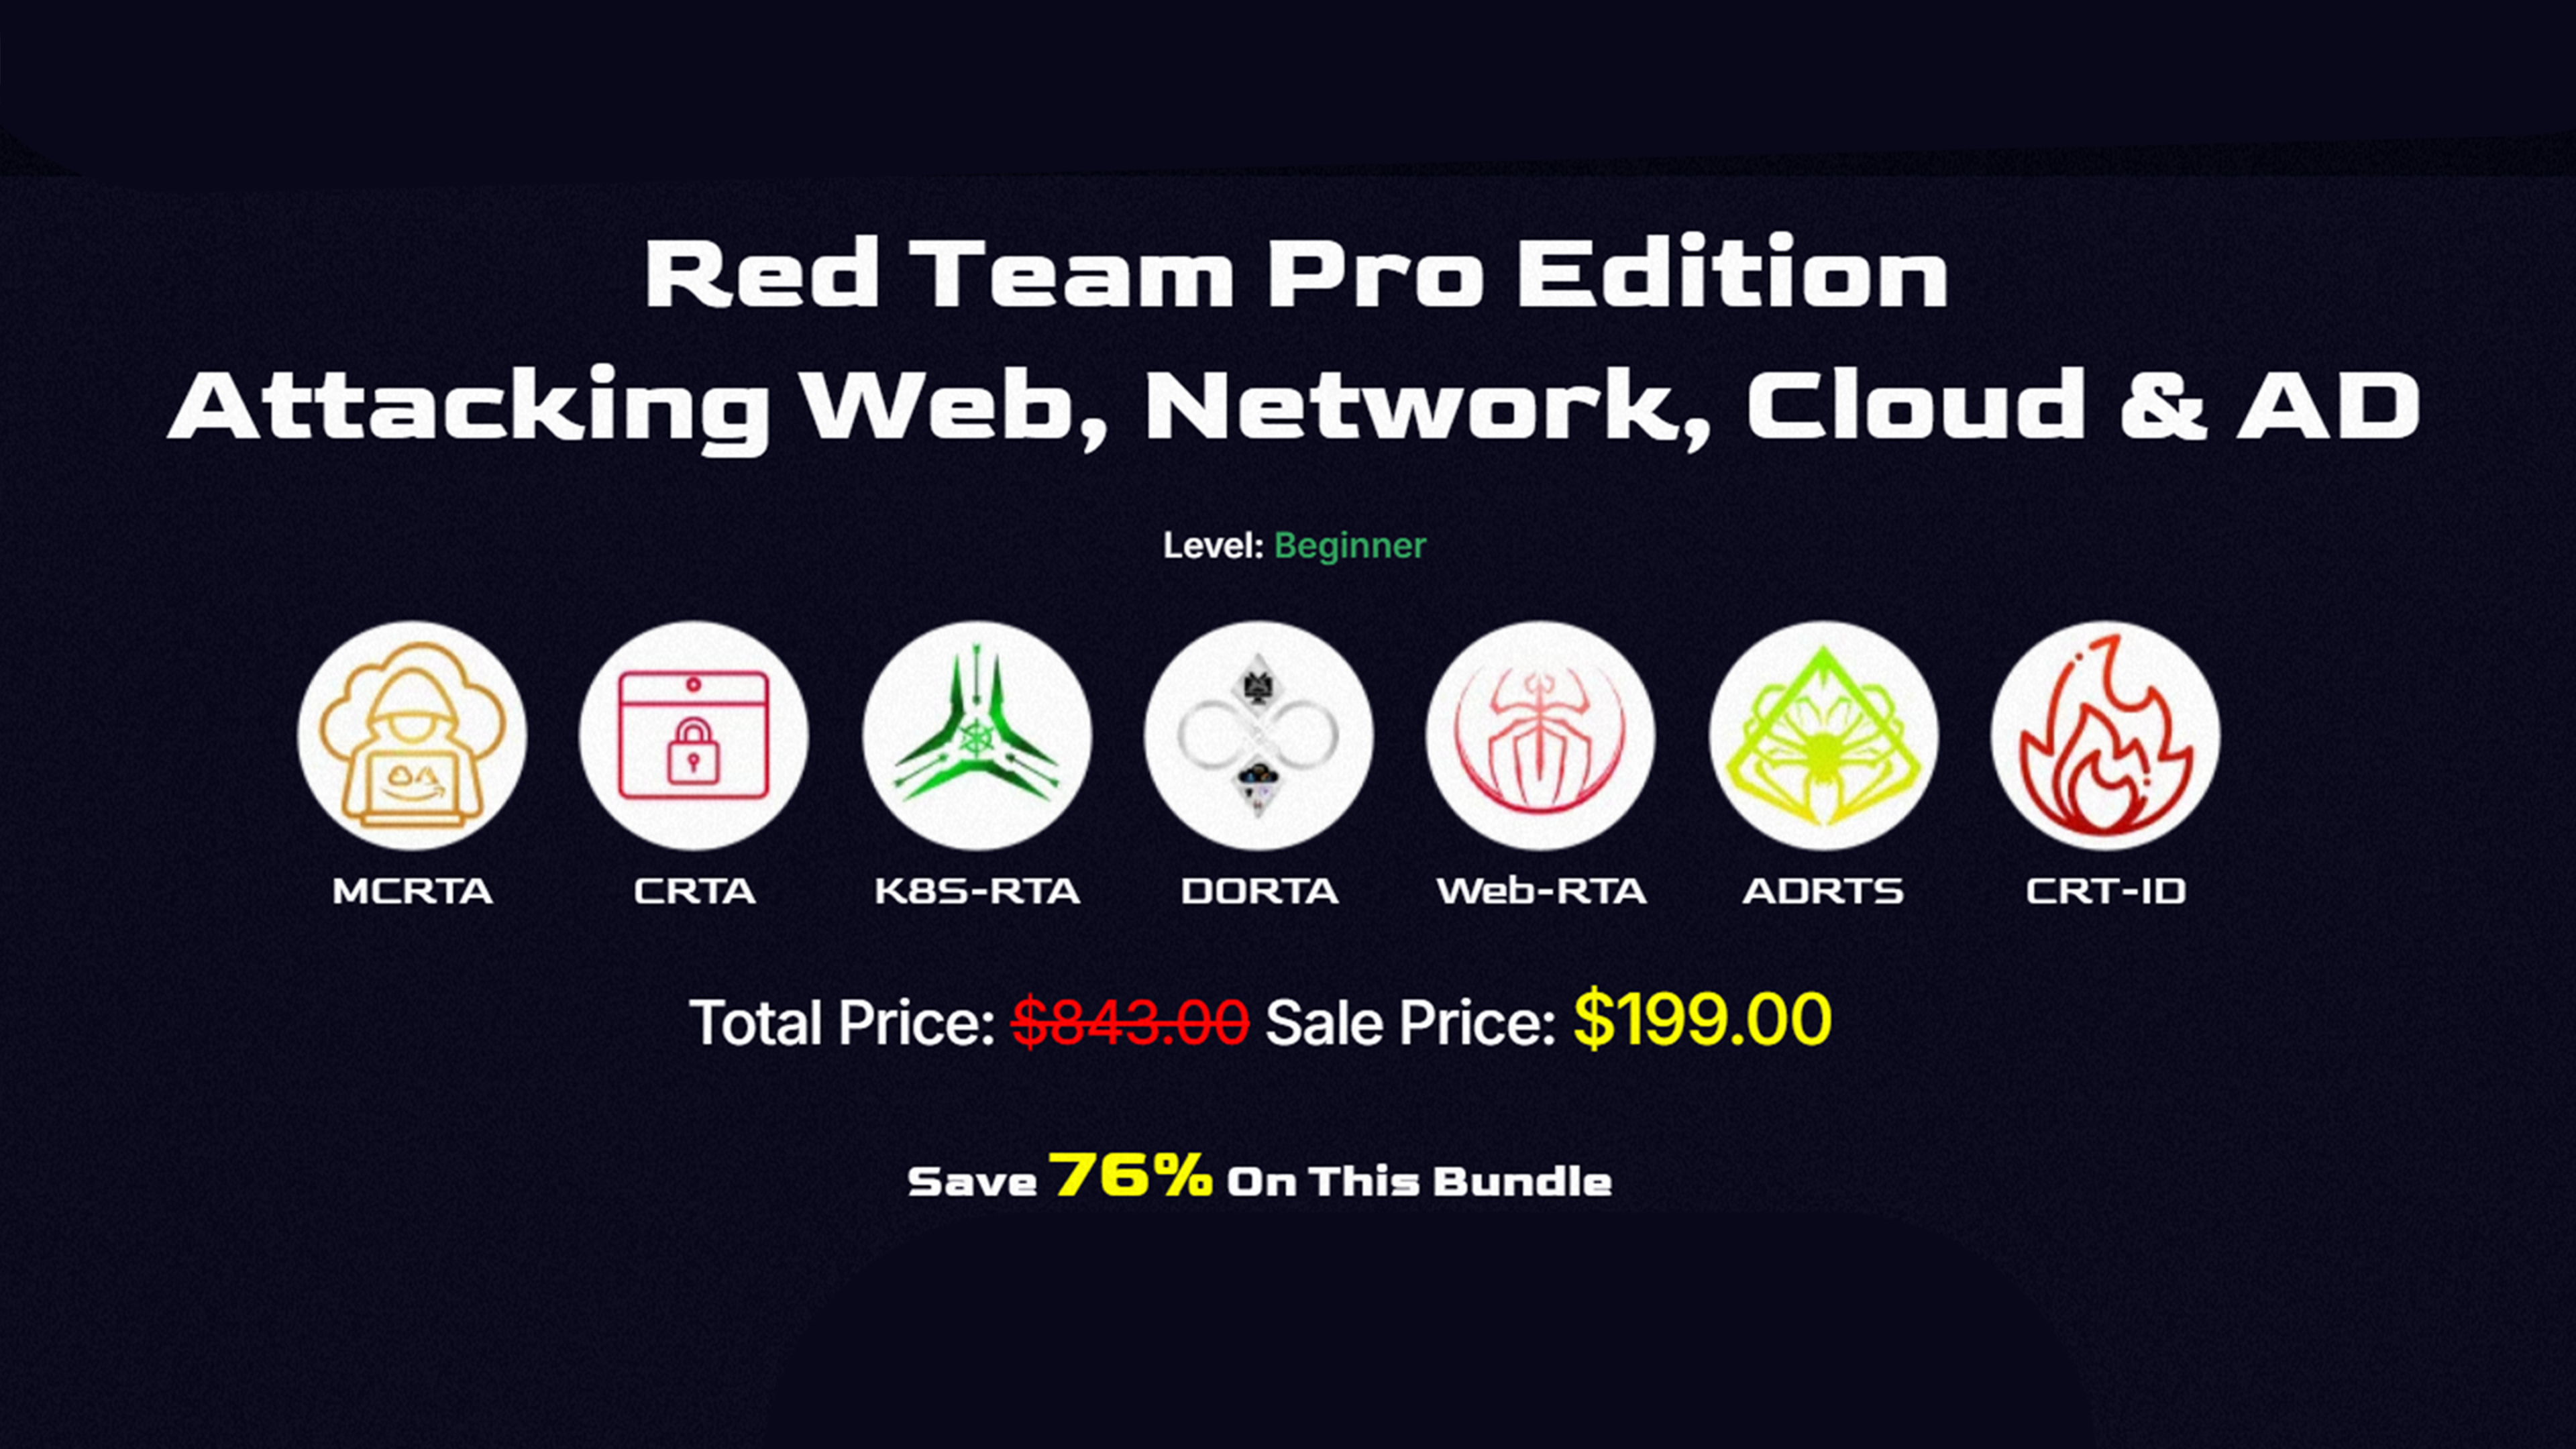 Red Team Pro Edition
Attacking Web, Network, Cloud & AD
Level: Beginner
MCRTA CRTA K8S-RTA DORTA Web-RTA ADRTS CRT-ID
Total Price: $843.00 Sale Price: $199.00
Save 76% On This Bundle